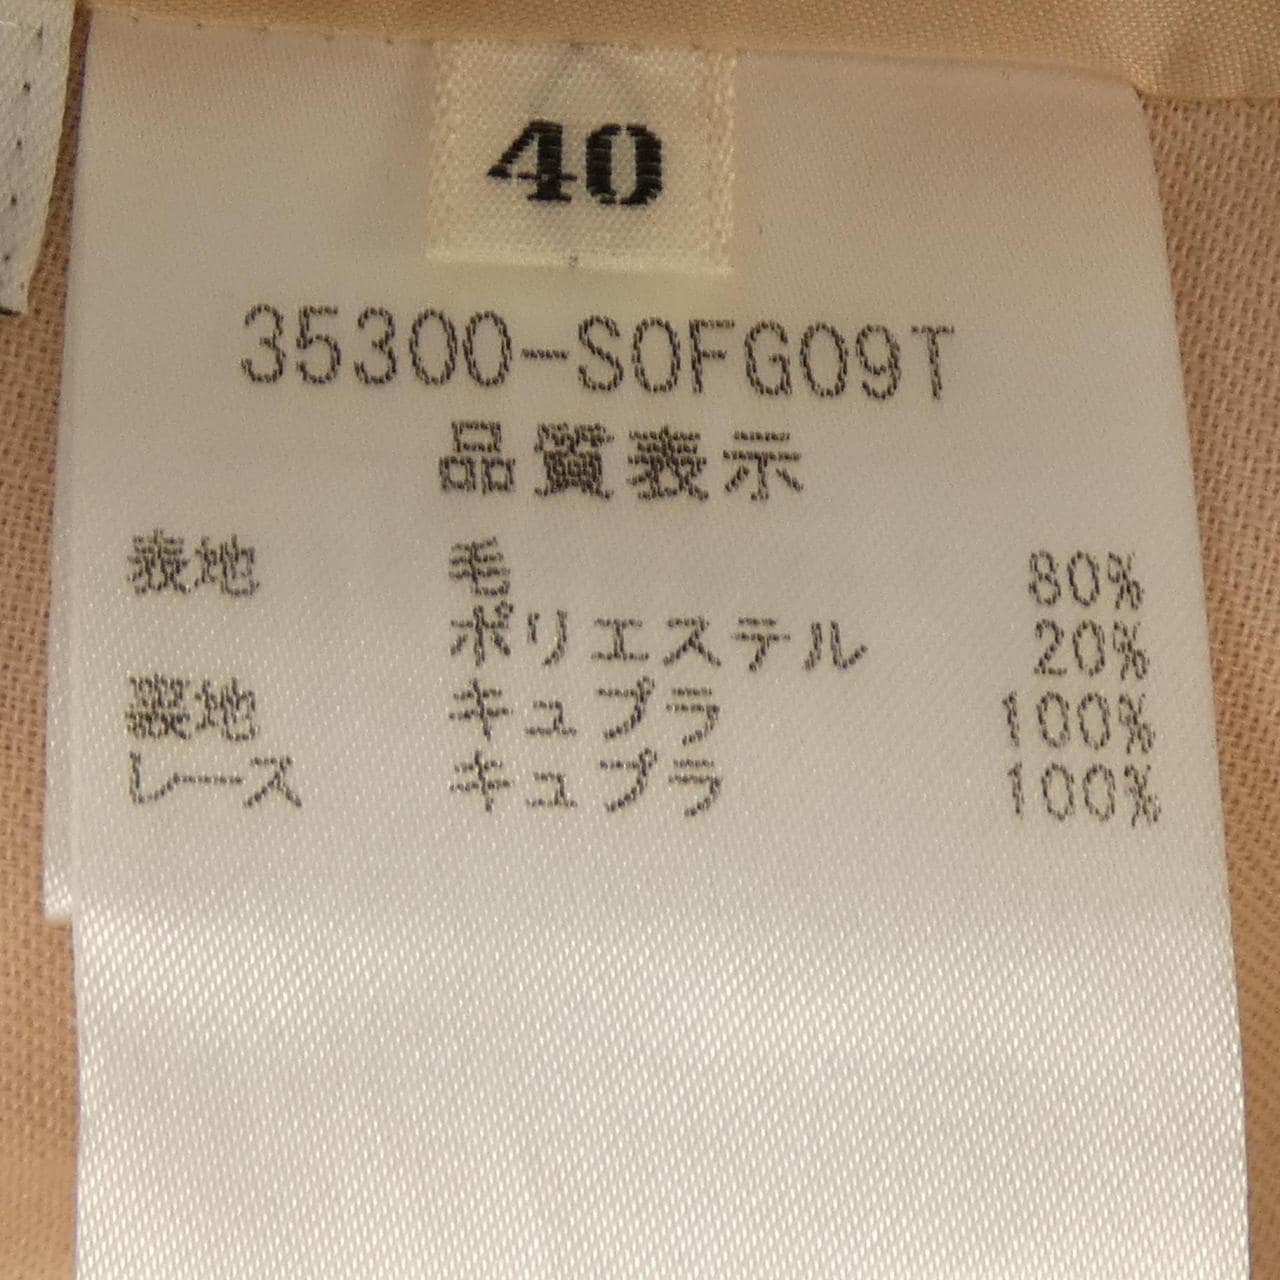 40
35300-SOFG09T
品質表示
表地 毛 80%
ポリエステル 20%
裏地 キュプラ 100%
レース キュプラ 100%